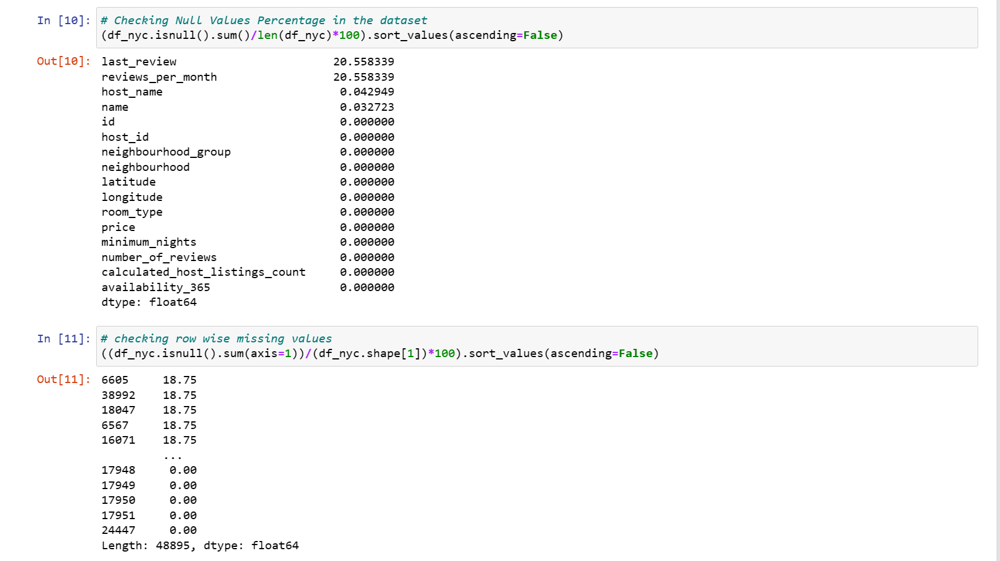 In [10]: # Checking Null Values Percentage in the dataset
(df_nyc.isnull().sum()/len(df_nyc)*100).sort_values(ascending=False)
Out[10]: last_review 20.558339
reviews_per_month 20.558339
host_name 0.042949
name 0.032723
id 0.000000
host_id 0.000000
neighbourhood_group 0.000000
neighbourhood 0.000000
latitude 0.000000
longitude 0.000000
room_type 0.000000
price 0.000000
minimum_nights 0.000000
number_of_reviews 0.000000
calculated_host_listings_count 0.000000
availability_365 0.000000
dtype: float64
In [11]: # checking row wise missing values
((df_nyc.isnull().sum(axis=1))/(df_nyc.shape[1])*100).sort_values(ascending=False)
Out[11]: 6605 18.75
38992 18.75
18047 18.75
6567 18.75
16071 18.75
...
17948 0.00
17949 0.00
17950 0.00
17951 0.00
24447 0.00
Length: 48895, dtype: float64